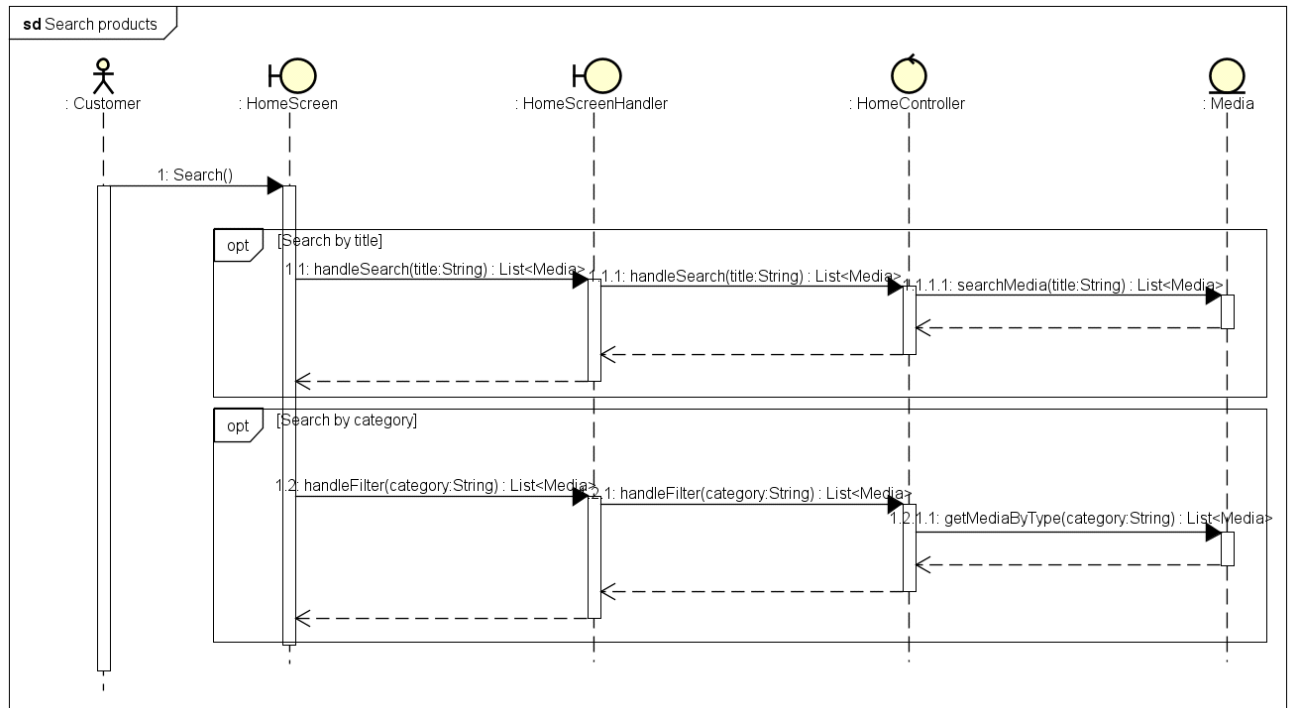 sd Search products
: Customer
: HomeScreen
: HomeScreenHandler
: HomeController
: Media
1: Search()
opt
[Search by title]
1.1: handleSearch(title:String) : List<Media>
1.1: handleSearch(title:String) : List<Media>
1.1.1.1: searchMedia(title:String) : List<Media>
opt
[Search by category]
1.2: handleFilter(category:String) : List<Media>
2.1: handleFilter(category:String) : List<Media>
1.2.1.1: getMediaByType(category:String) : List<Media>